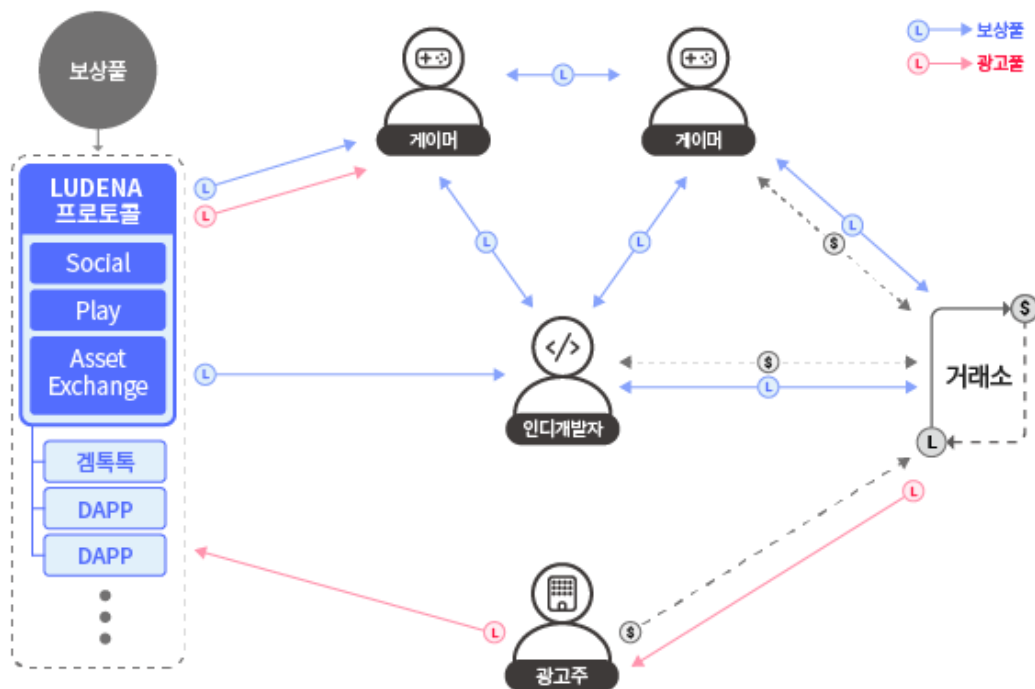 보상풀
L 보상풀
L 광고풀
L
게이머
게이머
LUDENA
프로토콜
L
L
Social
Play
Asset
Exchange
L
L
L
$
L
인디개발자
$
L
거래소
$
L
겜톡톡
DAPP
DAPP
L
L
$
광고주